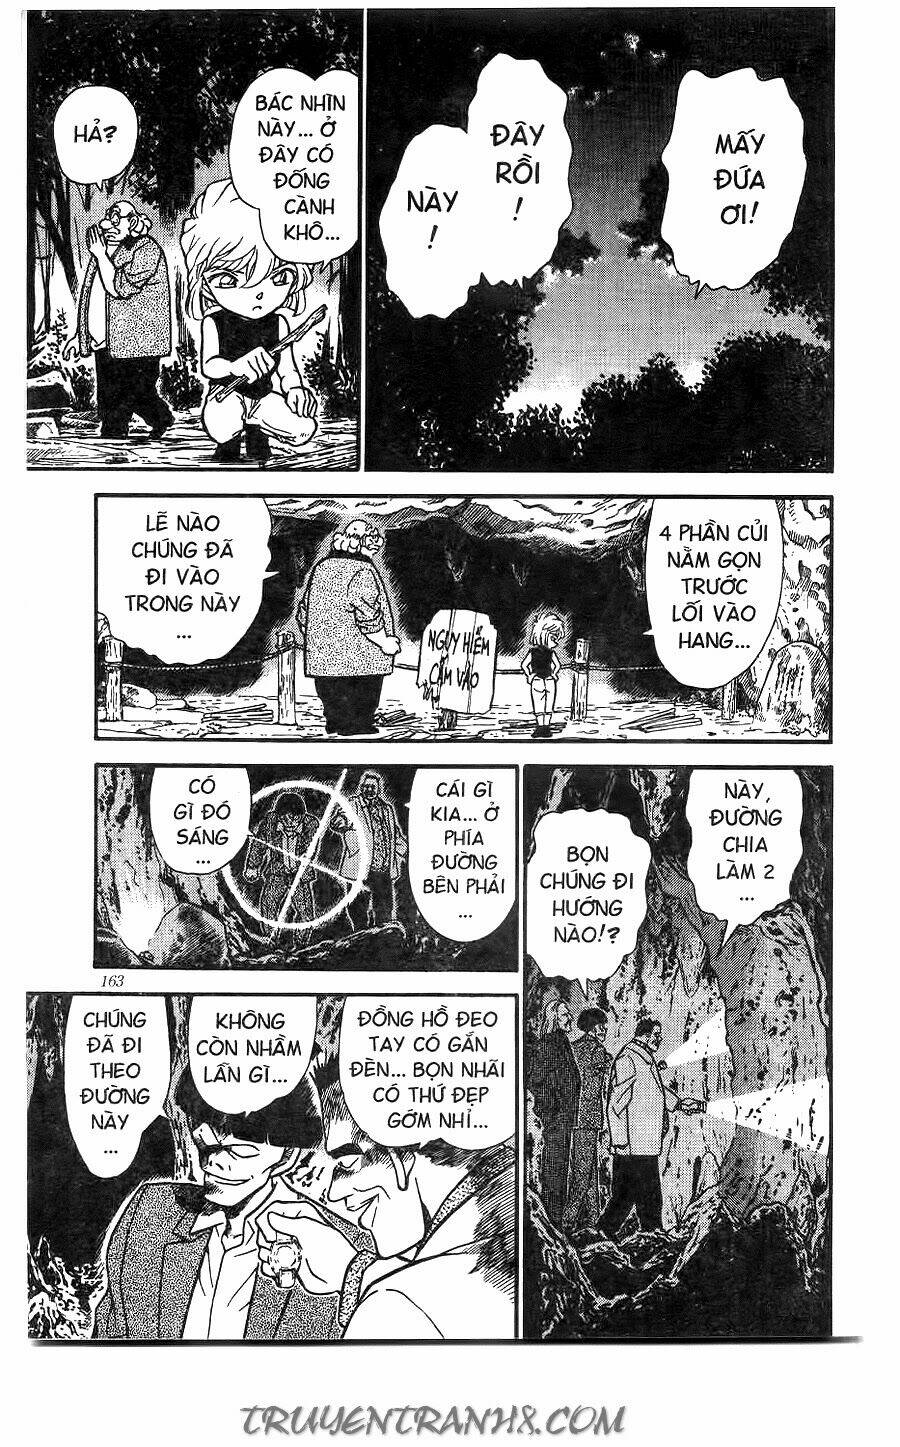 MẤY
ĐỨA
ƠI!
ĐÂY
RỒI
!
NÀY
!
BÁC NHÌN
NÀY... Ở
ĐÂY CÓ
ĐỐNG
CÀNH
KHÔ...
HẢ?
4 PHẦN CỦI
NẰM GỌN
TRƯỚC
LỐI VÀO
HANG...
NGUY HIỂM
CẤM VÀO
LẼ NÀO
CHÚNG ĐÃ
ĐI VÀO
TRONG NÀY
...
NÀY,
ĐƯỜNG
CHIA
LÀM 2
...
BỌN
CHÚNG ĐI
HƯỚNG
NÀO!?
CÁI GÌ
KIA... Ở
PHÍA
ĐƯỜNG
BÊN PHẢI
...
CÓ
GÌ ĐÓ
SÁNG
...
163
ĐỒNG HỒ ĐEO
TAY CÓ GẮN
ĐÈN... BỌN NHÃI
CÓ THỨ ĐẸP
GỚM NHỈ...
KHÔNG
CÒN NHẦM
LẪN GÌ...
CHÚNG
ĐÃ ĐI
THEO
ĐƯỜNG
NÀY
...
TRUYENTRANH8.COM